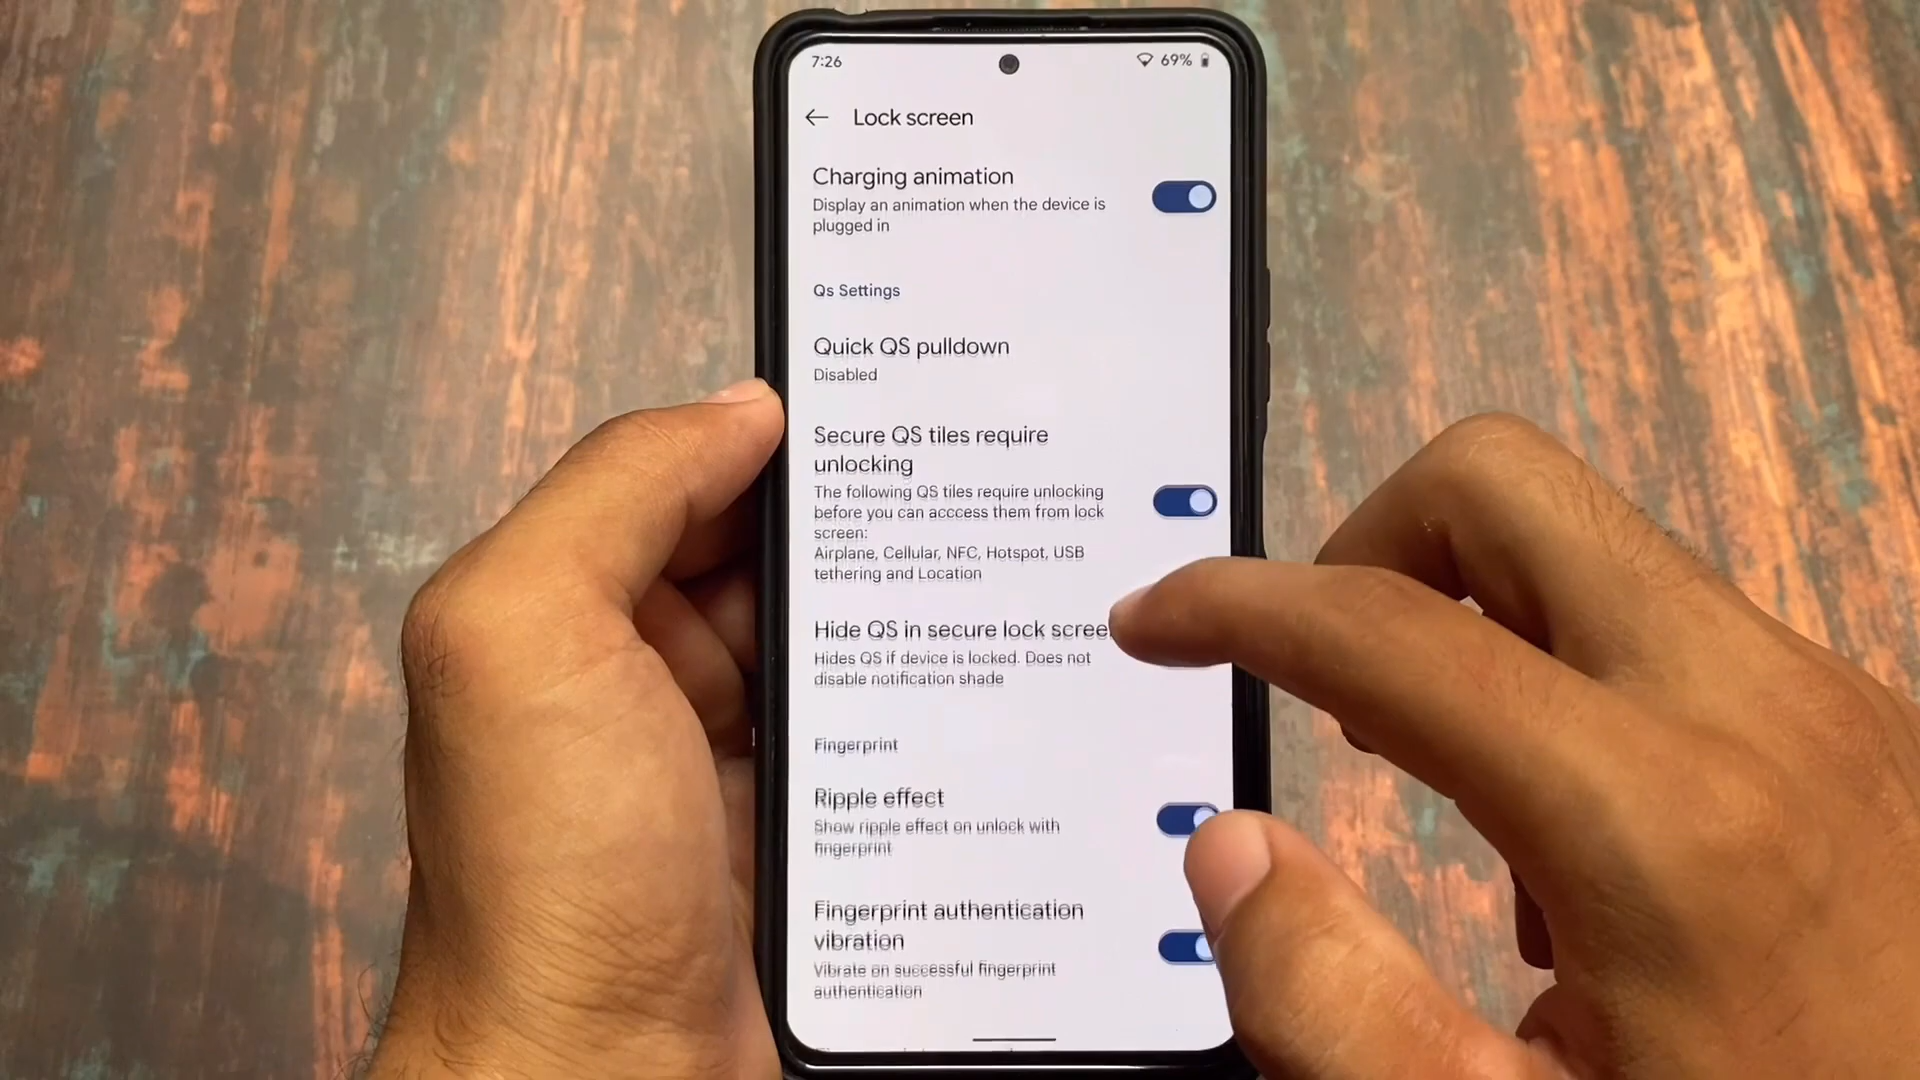 7:26
69%
Lock screen
Charging animation
Display an animation when the device is
plugged in
Qs Settings
Quick QS pulldown
Disabled
Secure QS tiles require
unlocking
The following QS tiles require unlocking
before you can acccess them from lock
screen:
Airplane, Cellular, NFC, Hotspot, USB
tethering and Location
Hide QS in secure lock scree
Hides QS if device is locked. Does not
disable notification shade
Fingerprint
Ripple effect
Show ripple effect on unlock with
fingerprint
Fingerprint authentication
vibration
Vibrate on successful fingerprint
authentication